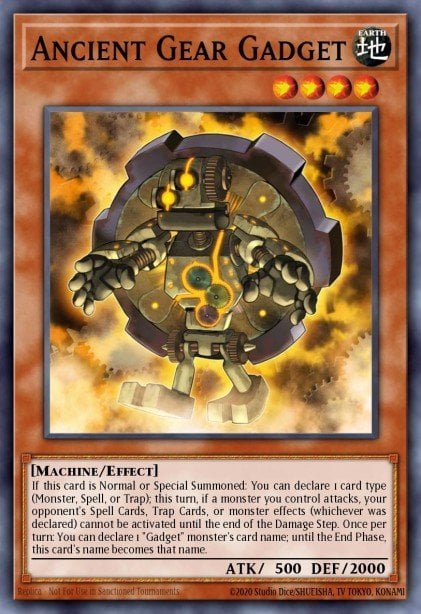 Ancient Gear Gadget
EARTH
地
[Machine/Effect]
If this card is Normal or Special Summoned: You can declare 1 card type
(Monster, Spell, or Trap); this turn, if a monster you control attacks, your
opponent's Spell Cards, Trap Cards, or monster effects (whichever
was declared) cannot be activated until the end of the Damage Step. Once per
turn: You can declare 1 "Gadget" monster's card name; until the End Phase,
this card's name becomes that name.
ATK/ 500 DEF/2000
Replica - Not For Use in Sanctioned Tournaments
©2020 Studio Dice/SHUEISHA, TV TOKYO, KONAMI